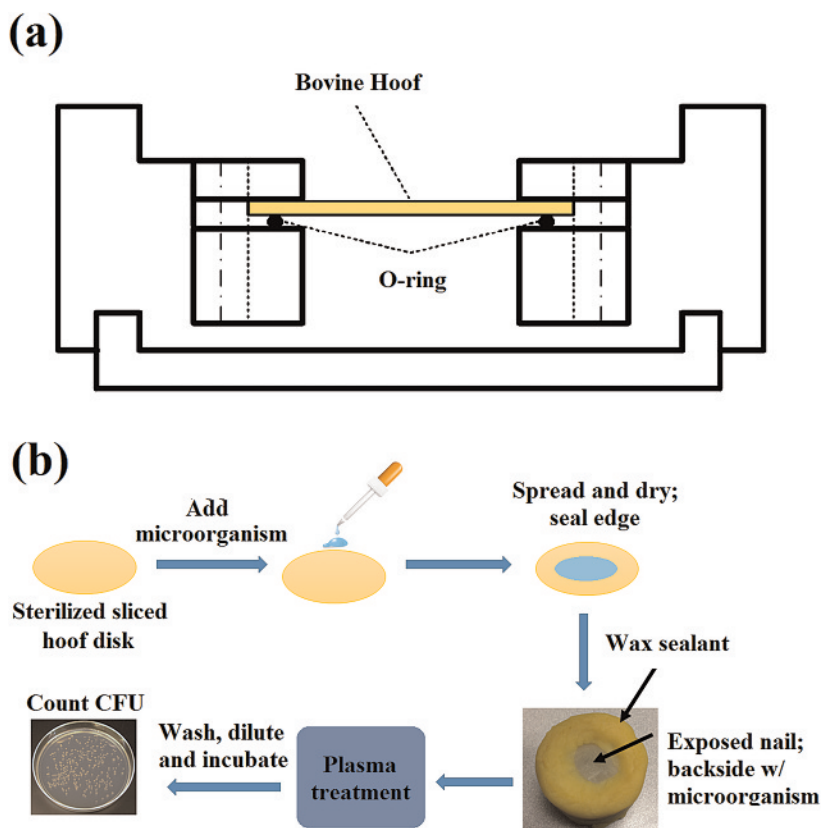 (a)
Bovine Hoof
O-ring
(b)
Add
microorganism
Spread and dry;
seal edge
Sterilized sliced
hoof disk
Wax sealant
Exposed nail;
backside w/
microorganism
Plasma
treatment
Wash, dilute
and incubate
Count CFU